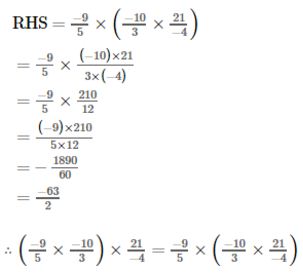 RHS = −9/5 × (−10/3 × 21/−4)
= −9/5 × (−10)×21/3×(−4)
= −9/5 × 210/12
= (−9)×210/5×12
= − 1890/60
= −63/2
∴ (−9/5 × −10/3) × 21/−4 = −9/5 × (−10/3 × 21/−4)